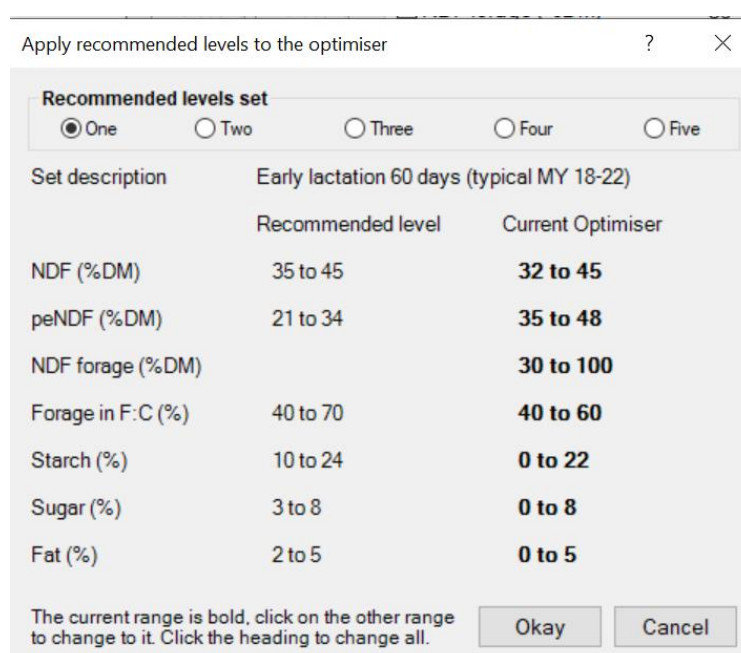 Apply recommended levels to the optimiser ? ×
Recommended levels set
One Two Three Four Five
Set description Early lactation 60 days (typical MY 18-22)
Recommended level Current Optimiser
NDF (%DM) 35 to 45 32 to 45
peNDF (%DM) 21 to 34 35 to 48
NDF forage (%DM) 30 to 100
Forage in F:C (%) 40 to 70 40 to 60
Starch (%) 10 to 24 0 to 22
Sugar (%) 3 to 8 0 to 8
Fat (%) 2 to 5 0 to 5
The current range is bold, click on the other range
to change to it. Click the heading to change all.
Okay Cancel